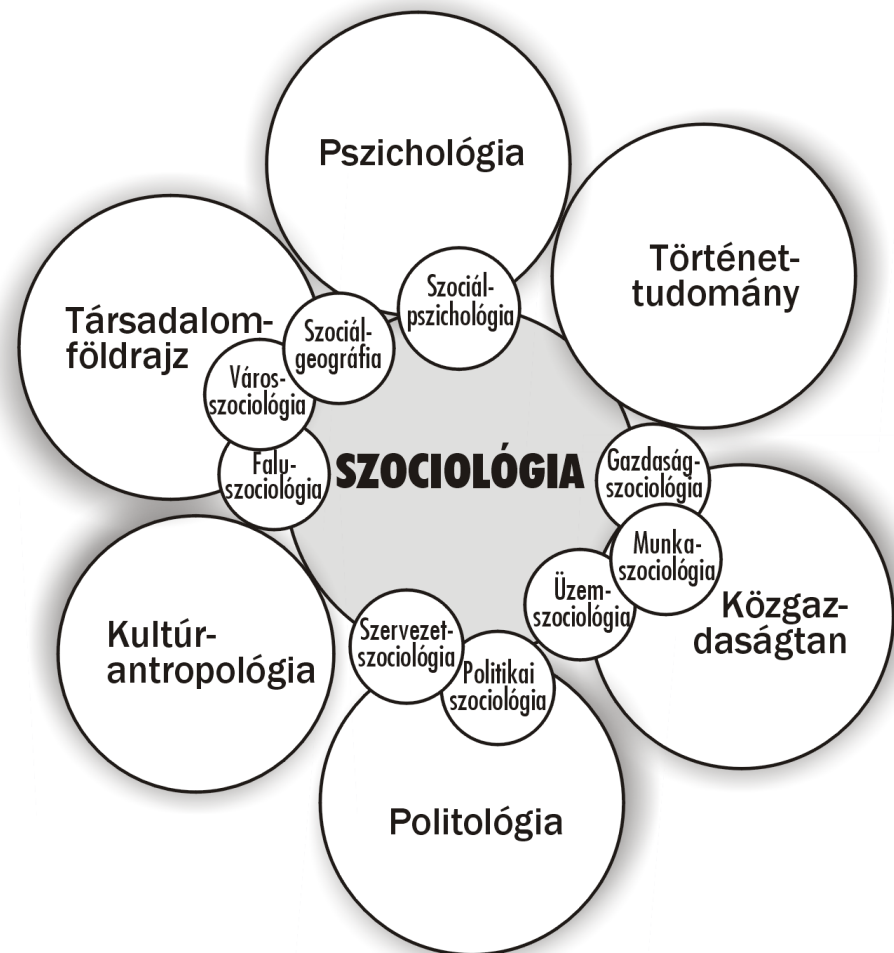 Pszichológia
Történet-
tudomány
Szociál-
pszichológia
Társadalom-
földrajz
Szociál-
geográfia
Város-
szociológia
Falu-
szociológia
SZOCIOLÓGIA
Gazdaság-
szociológia
Munka-
szociológia
Üzem-
szociológia
Közgaz-
daságtan
Kultúr-
antropológia
Szervezet-
szociológia
Politikai
szociológia
Politológia